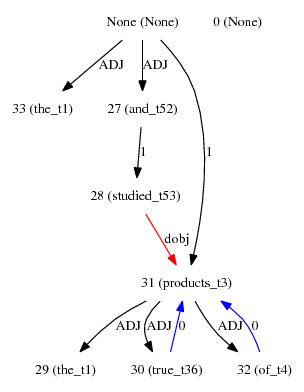 None (None) 0 (None)
ADJ ADJ
33 (the_t1) 27 (and_t52)
1 1
28 (studied_t53)
dobj
31 (products_t3)
ADJ ADJ 0 ADJ 0
29 (the_t1) 30 (true_t36) 32 (of_t4)